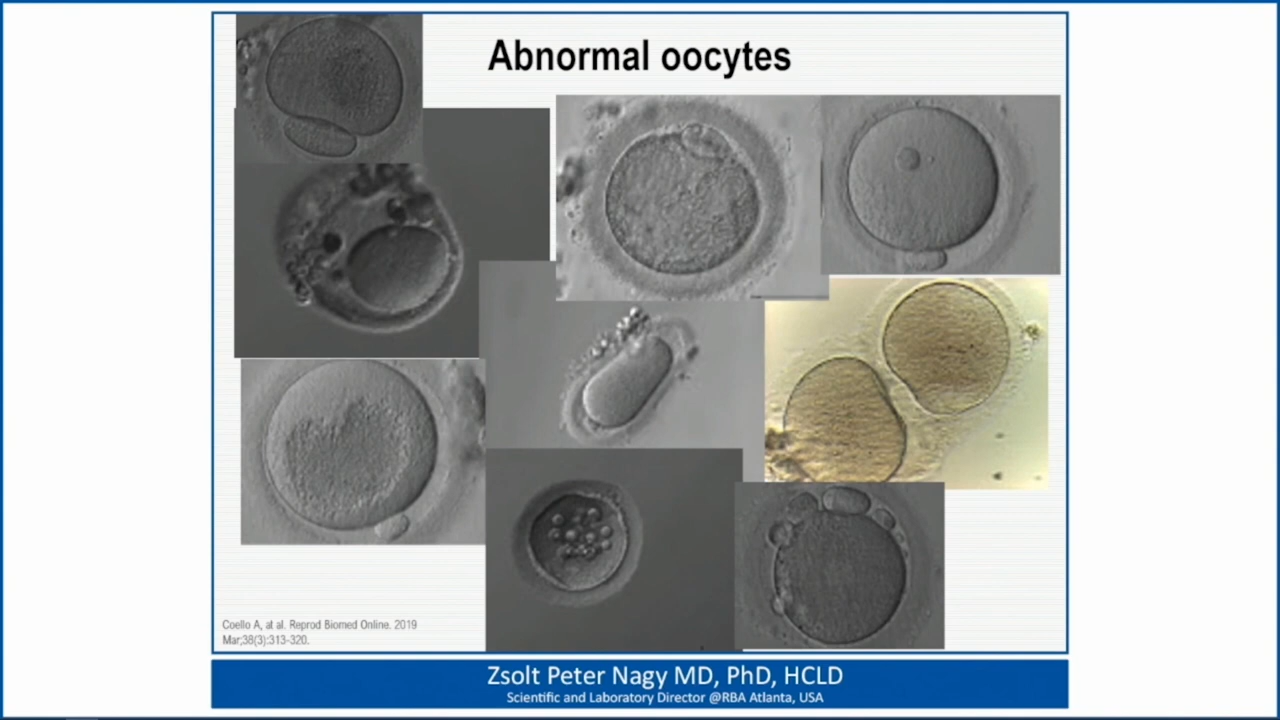 Abnormal oocytes
Coello A, at al. Reprod Biomed Online. 2019
Mar;38(3):313-320.
Zsolt Peter Nagy MD, PhD, HCLD
Scientific and Laboratory Director @RBA Atlanta, USA